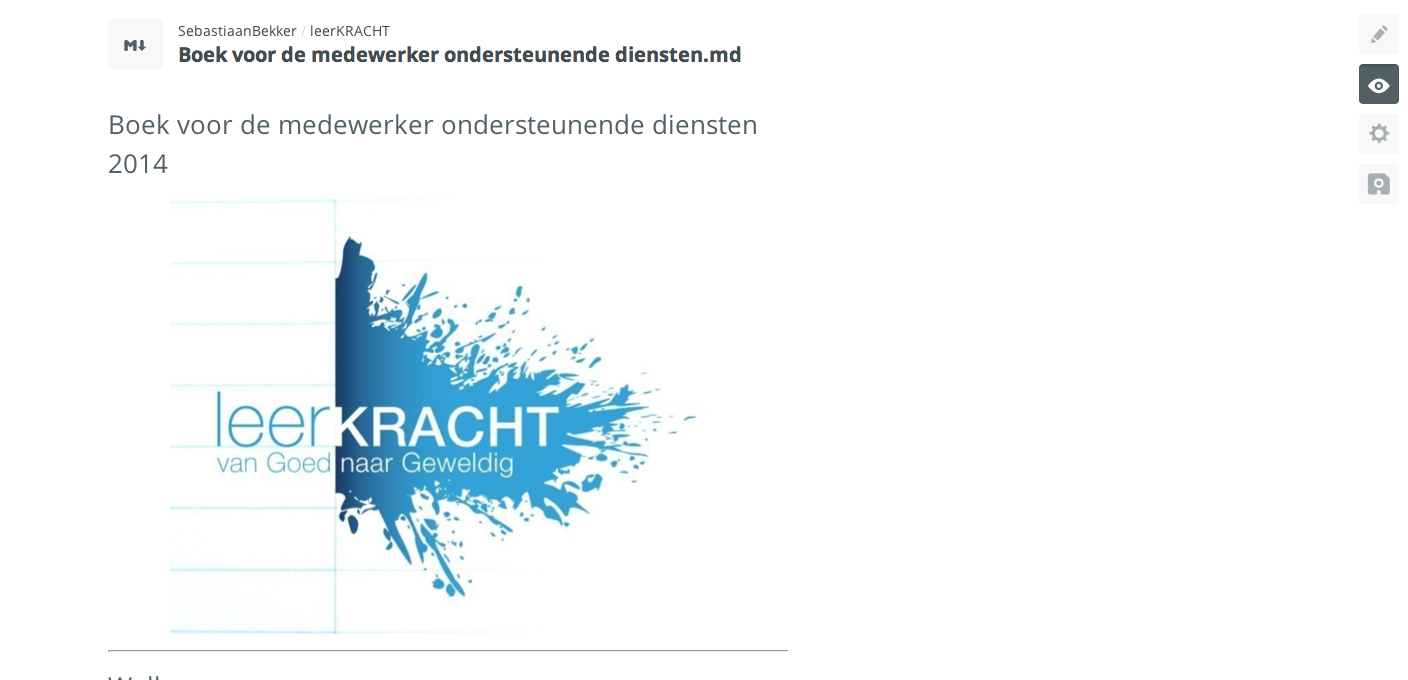 M↓
SebastiaanBekker / leerKRACHT
Boek voor de medewerker ondersteunende diensten.md
Boek voor de medewerker ondersteunende diensten
2014
leerKRACHT
van Goed naar Geweldig